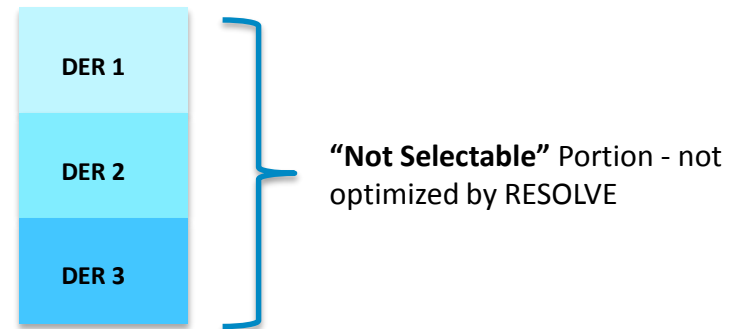 DER 1
DER 2
DER 3
“Not Selectable” Portion - not
optimized by RESOLVE